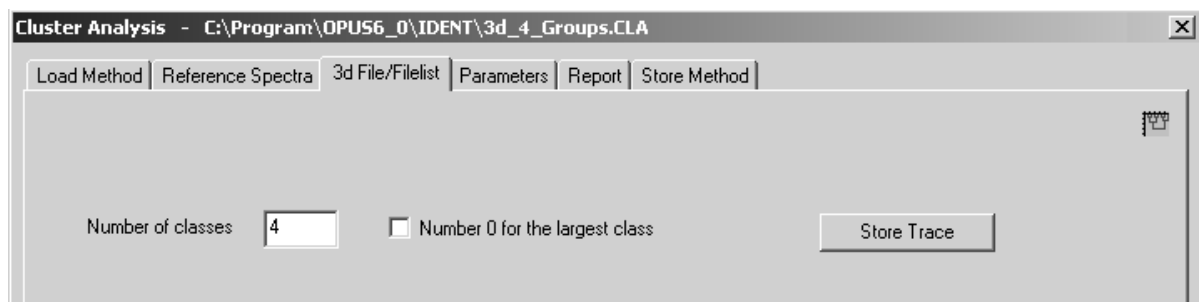 Cluster Analysis - C:\Program\OPUS6_0\IDENT\3d_4_Groups.CLA
Load Method Reference Spectra 3d File/Filelist Parameters Report Store Method
Number of classes 4 Number 0 for the largest class Store Trace